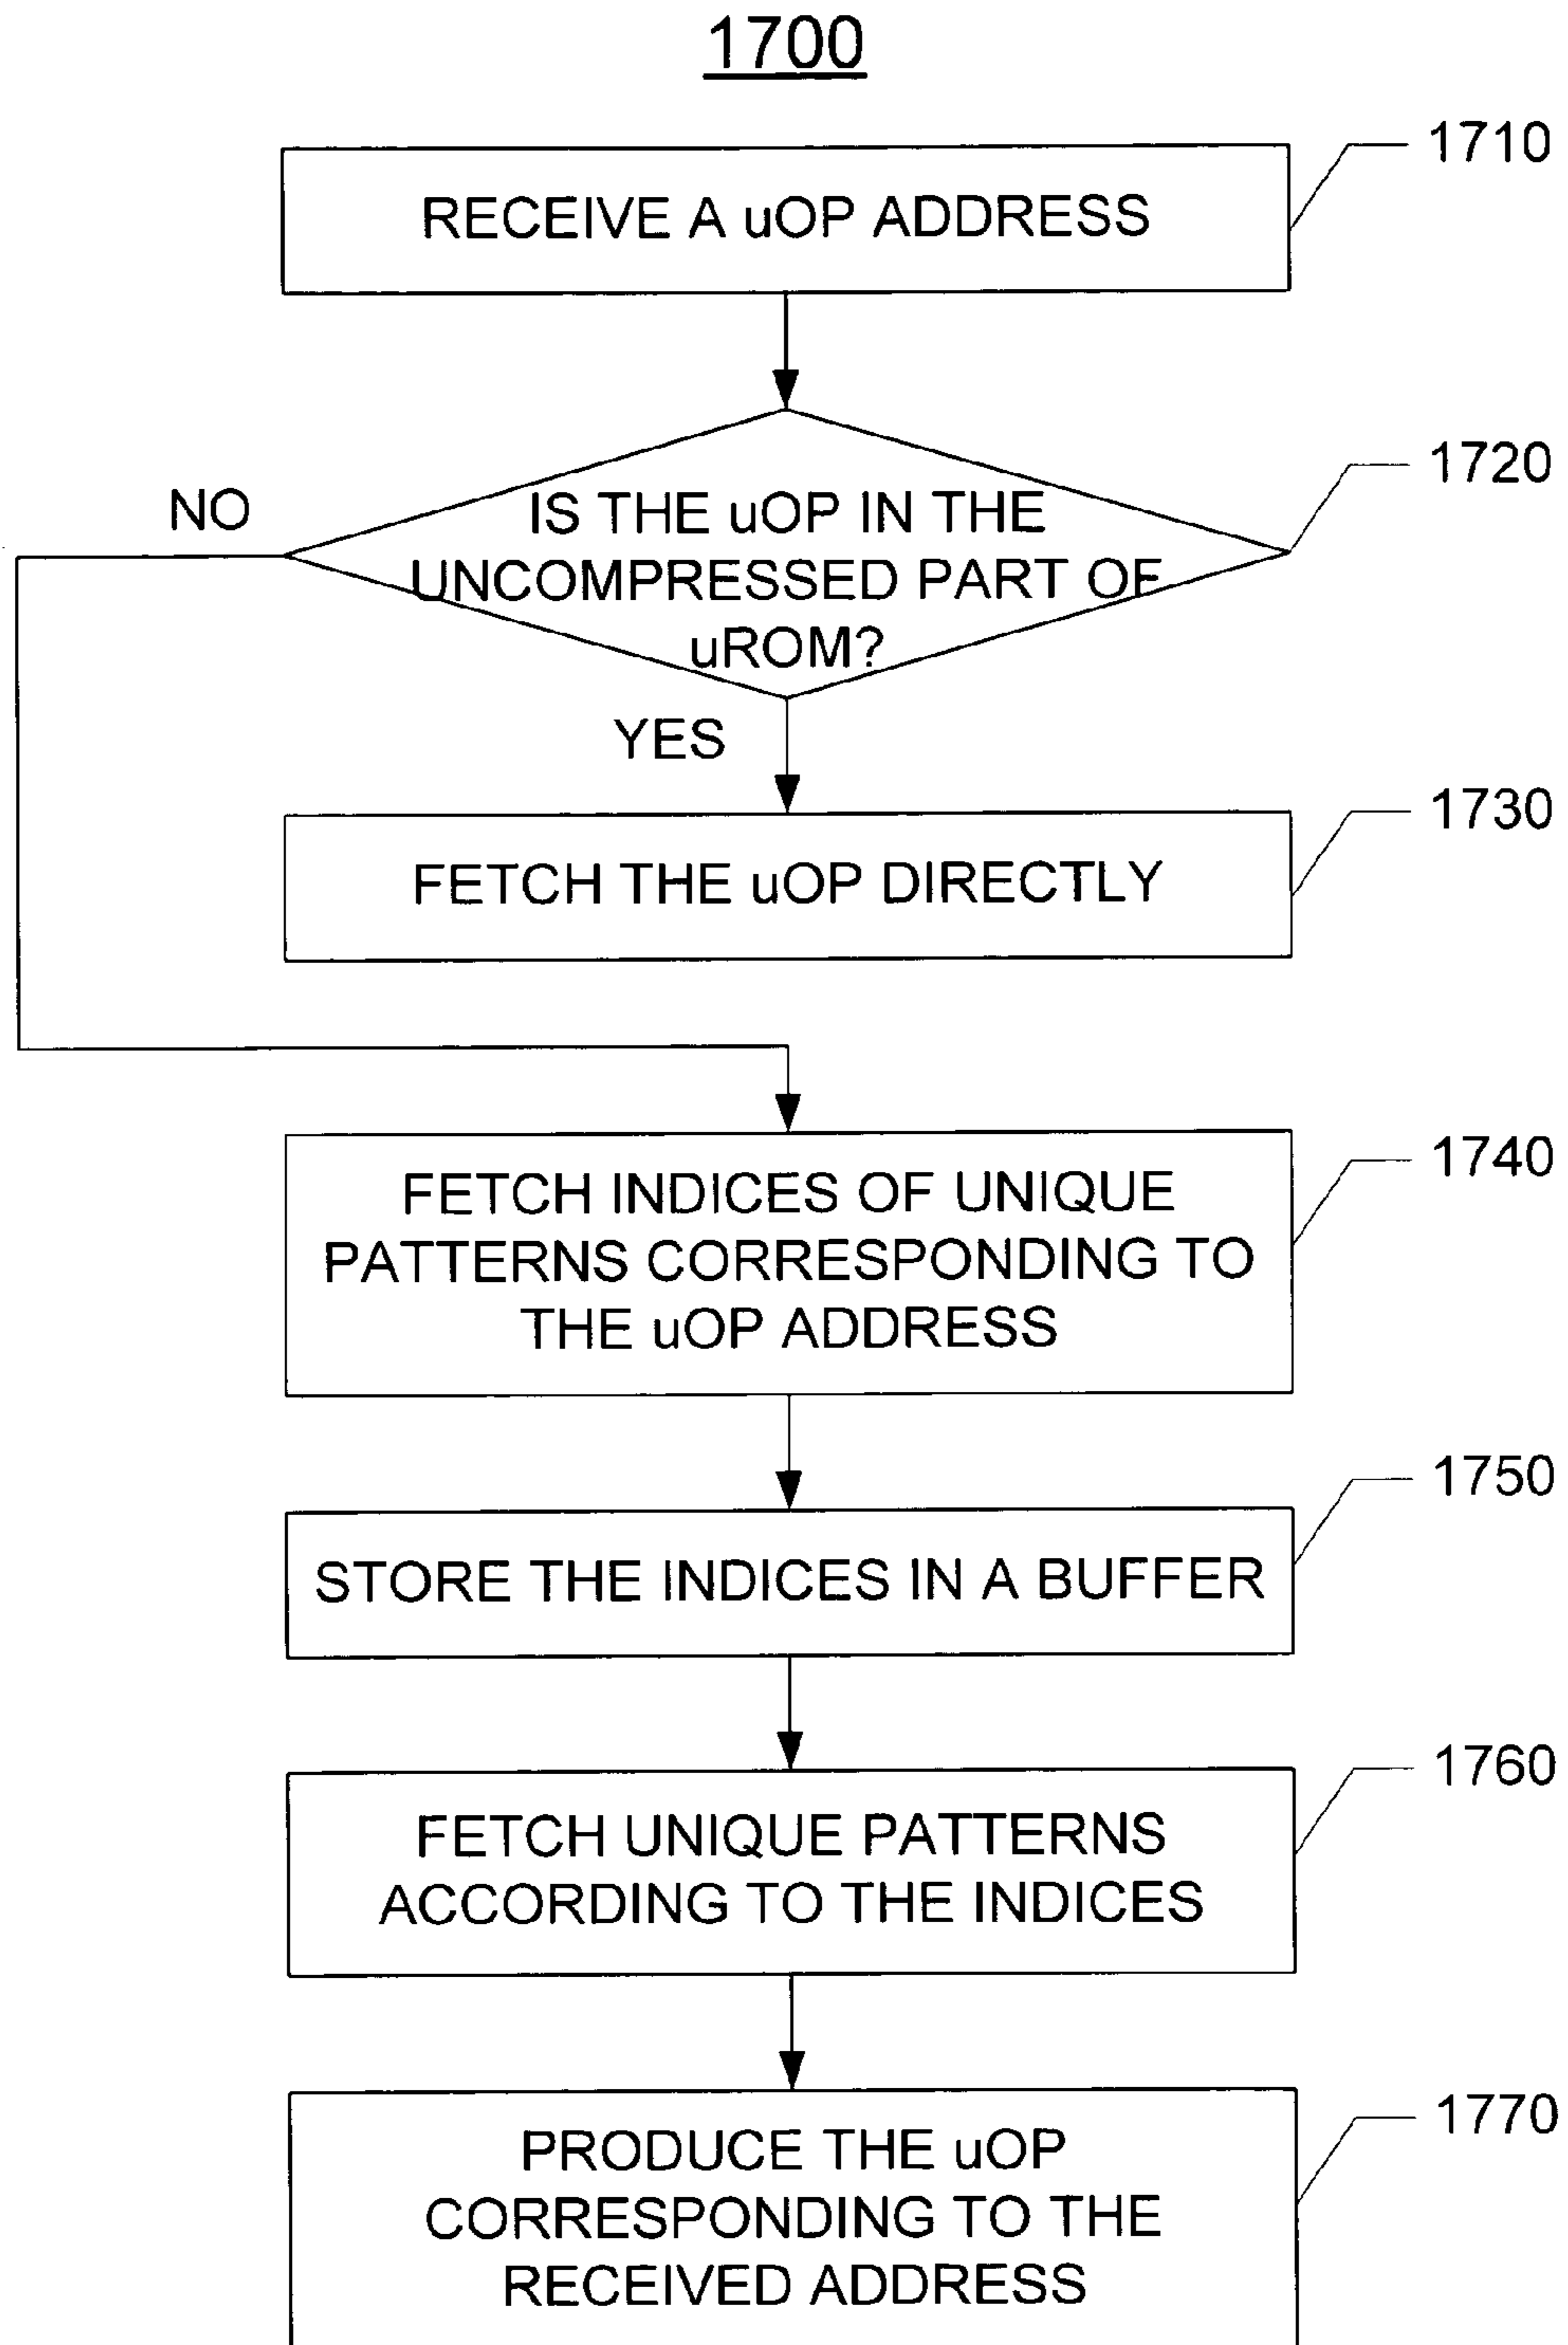 1700
1710
RECEIVE A uOP ADDRESS
1720
NO
IS THE uOP IN THE
UNCOMPRESSED PART OF
uROM?
YES
1730
FETCH THE uOP DIRECTLY
1740
FETCH INDICES OF UNIQUE
PATTERNS CORRESPONDING TO
THE uOP ADDRESS
1750
STORE THE INDICES IN A BUFFER
1760
FETCH UNIQUE PATTERNS
ACCORDING TO THE INDICES
1770
PRODUCE THE uOP
CORRESPONDING TO THE
RECEIVED ADDRESS